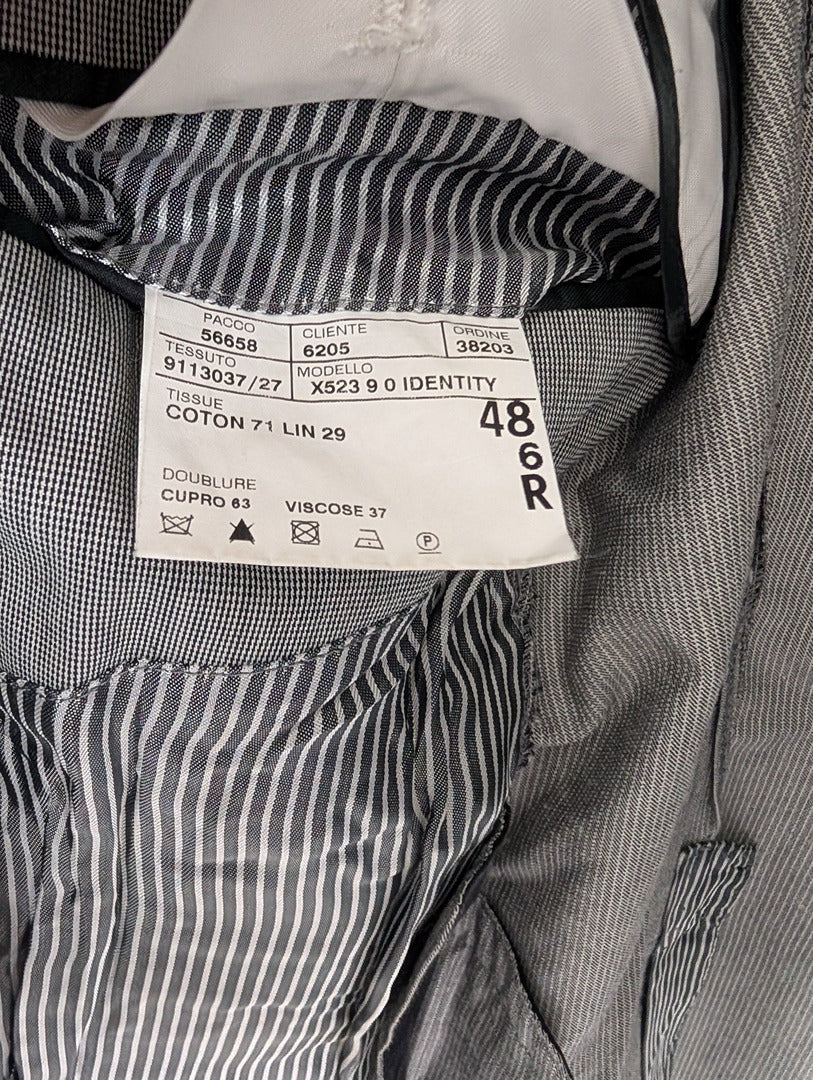 PACCO
56658
CLIENTE
6205
ORDINE
38203
TESSUTO
9113037/27
MODELLO
X523 9 0 IDENTITY
TISSUE
COTON 71 LIN 29
48
6
R
DOUBLURE
CUPRO 63 VISCOSE 37
P